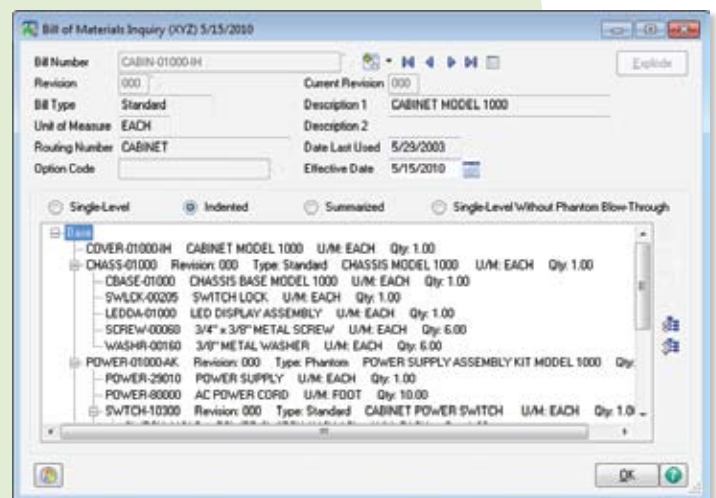 Bill of Materials Inquiry (XYZ) 5/15/2010
Bill Number CABIN-01000-IH Explode
Revision 000 Current Revision 000
Bill Type Standard Description 1 CABINET MODEL 1000
Unit of Measure EACH Description 2
Routing Number CABINET Date Last Used 5/29/2003
Option Code Effective Date 5/15/2010
Single-Level Indented Summarized Single-Level Without Phantom Blow-Through
Base
COVER-01000-IH CABINET MODEL 1000 U/M: EACH Qty: 1.00
CHASS-01000 Revision: 000 Type: Standard CHASSIS MODEL 1000 U/M: EACH Qty: 1.00
CBASE-01000 CHASSIS BASE MODEL 1000 U/M: EACH Qty: 1.00
SWLCK-00205 SWITCH LOCK U/M: EACH Qty: 1.00
LEDDA-01000 LED DISPLAY ASSEMBLY U/M: EACH Qty: 1.00
SCREW-00060 3/4" x 3/8" METAL SCREW U/M: EACH Qty: 6.00
WASHR-00160 3/8" METAL WASHER U/M: EACH Qty: 6.00
POWER-01000-AK Revision: 000 Type: Phantom POWER SUPPLY ASSEMBLY KIT MODEL 1000 Qty:
POWER-29010 POWER SUPPLY U/M: EACH Qty: 1.00
POWER-80000 AC POWER CORD U/M: FOOT Qty: 10.00
SWTCH-10300 Revision: 000 Type: Standard CABINET POWER SWITCH U/M: EACH Qty: 1.0
OK